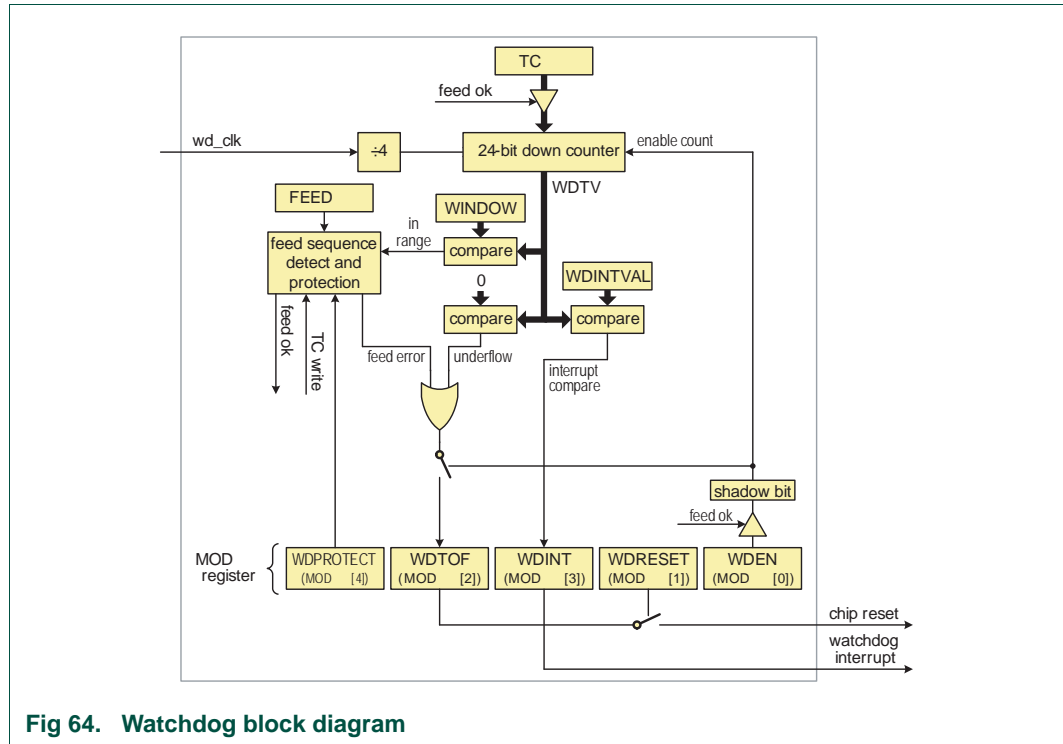 TC
feed ok
wd_clk
÷4
24-bit down counter
enable count
WDTV
FEED
WINDOW
in
range
feed sequence
detect and
protection
compare
0
WDINTVAL
compare
compare
feed ok
TC write
feed error
underflow
interrupt
compare
shadow bit
feed ok
MOD
register
WDPROTECT
(MOD [4])
WDTOF
(MOD [2])
WDINT
(MOD [3])
WDRESET
(MOD [1])
WDEN
(MOD [0])
chip reset
watchdog
interrupt
Fig 64. Watchdog block diagram